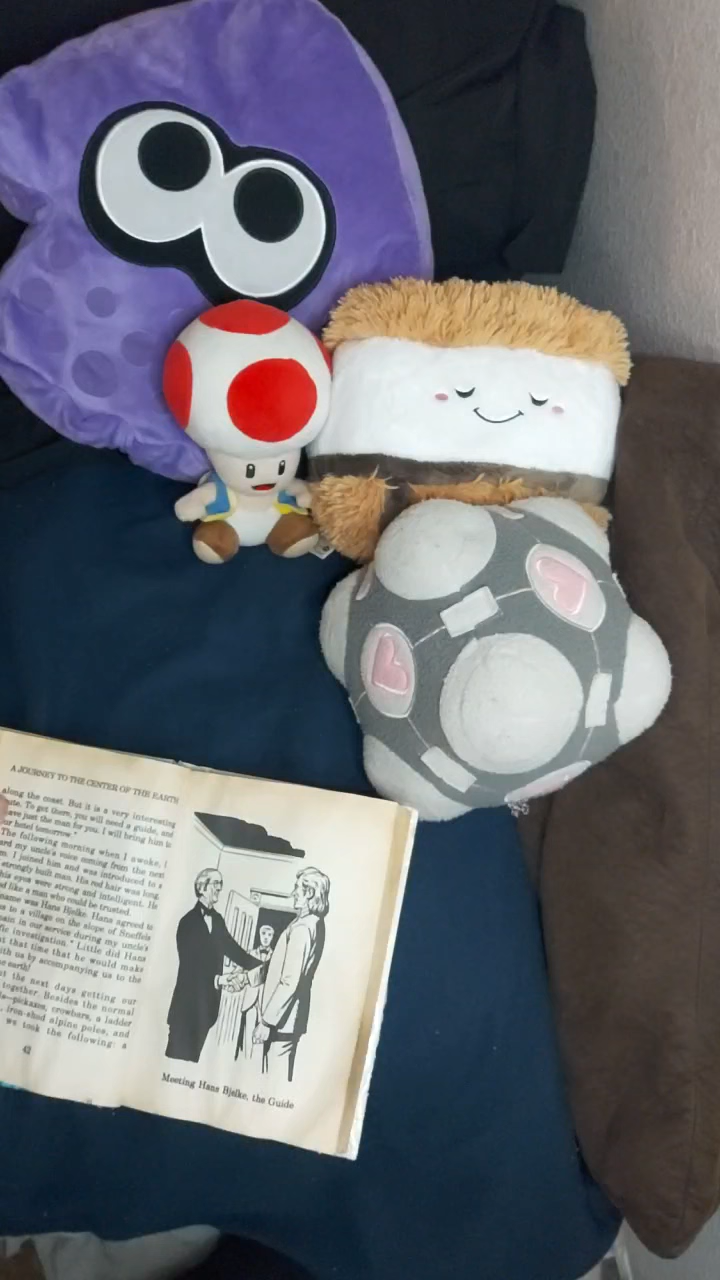 A JOURNEY TO THE CENTER OF THE EARTH
along the coast. But it is a very interesting
To get there, you will need a guide, and
have just the man for you. I will bring him to
hotel tomorrow."
The following morning when I awoke, I
my uncle's voice coming from the next
I joined him and was introduced to a
strongly built man. His red hair was long.
his eyes were strong and intelligent. He
like a man who could be trusted.
name was Hans Bjelke. Hans agreed to
to a village on the slope of Sneffels
in our service during my uncle's
investigation." Little did Hans
at that time that he would make
with us by accompanying us to the
earth!
the next days getting our
together. Besides the normal
—pickaxes, crowbars, a ladder
iron-shod alpine poles, and
we took the following: a
42
Meeting Hans Bjelke, the Guide